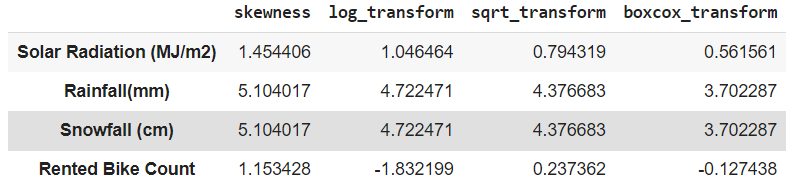 skewness log_transform sqrt_transform boxcox_transform
Solar Radiation (MJ/m2) 1.454406 1.046464 0.794319 0.561561
Rainfall(mm) 5.104017 4.722471 4.376683 3.702287
Snowfall (cm) 5.104017 4.722471 4.376683 3.702287
Rented Bike Count 1.153428 -1.832199 0.237362 -0.127438